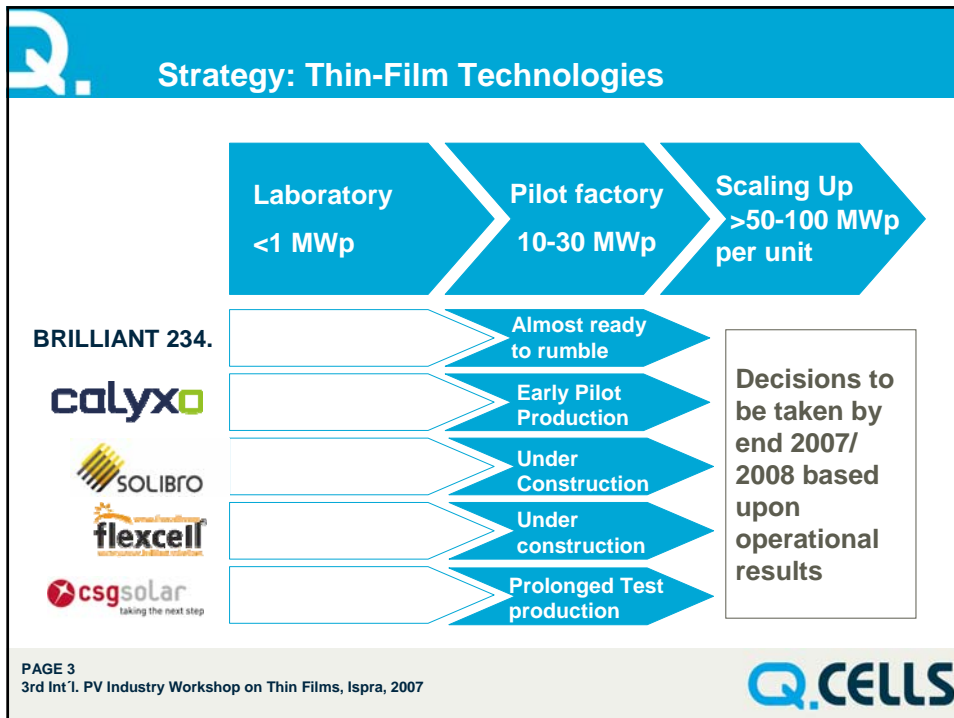 Q.
Strategy: Thin-Film Technologies
Laboratory
<1 MWp
Pilot factory
10-30 MWp
Scaling Up
>50-100 MWp
per unit
BRILLIANT 234.
Almost ready
to rumble
calyxo
Early Pilot
Production
SOLIBRO
Under
Construction
flexcell®
Under
construction
csgsolar
taking the next step
Prolonged Test
production
Decisions to
be taken by
end 2007/
2008 based
upon
operational
results
PAGE 3
3rd Int´l. PV Industry Workshop on Thin Films, Ispra, 2007
Q.CELLS